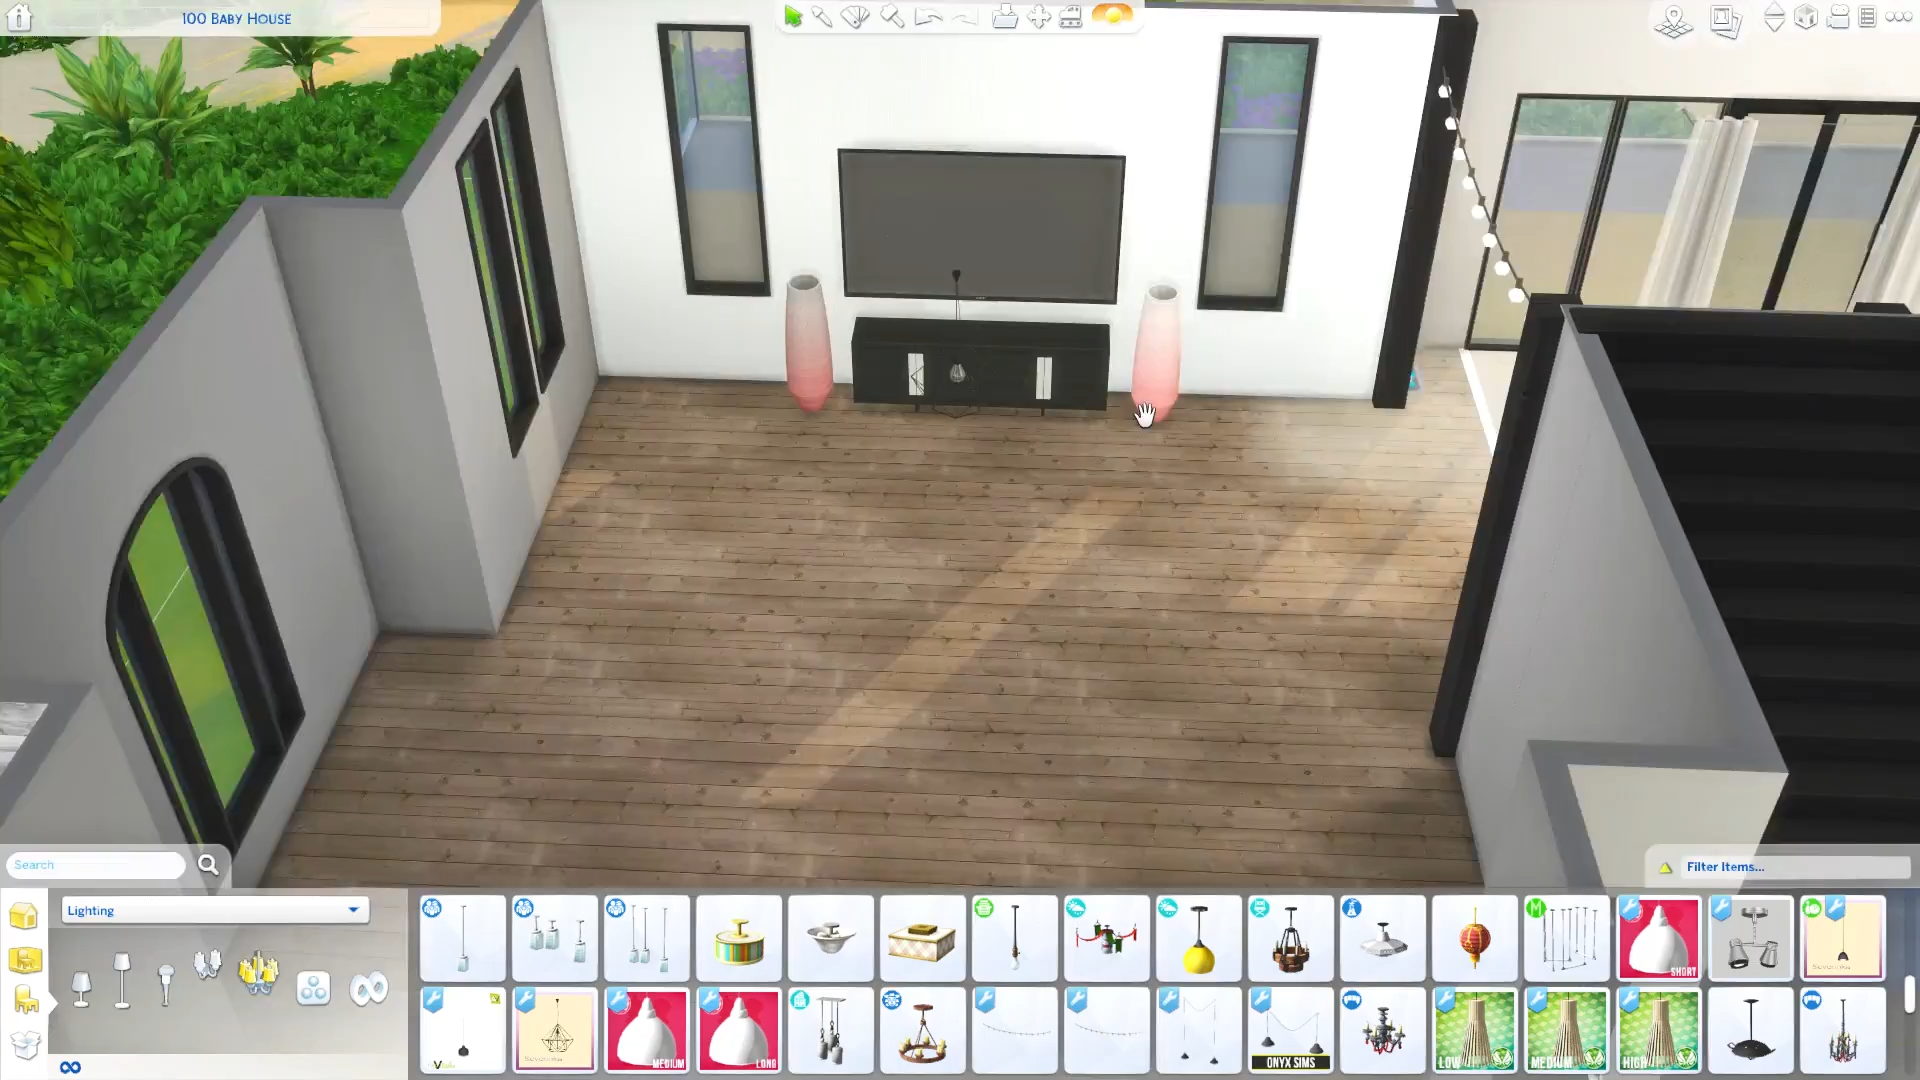 100 Baby House
Search
Filter Items...
Lighting
M
SHORT
MEDIUM
LONG
ONYX SIMS
LOW
MEDIUM
HIGH